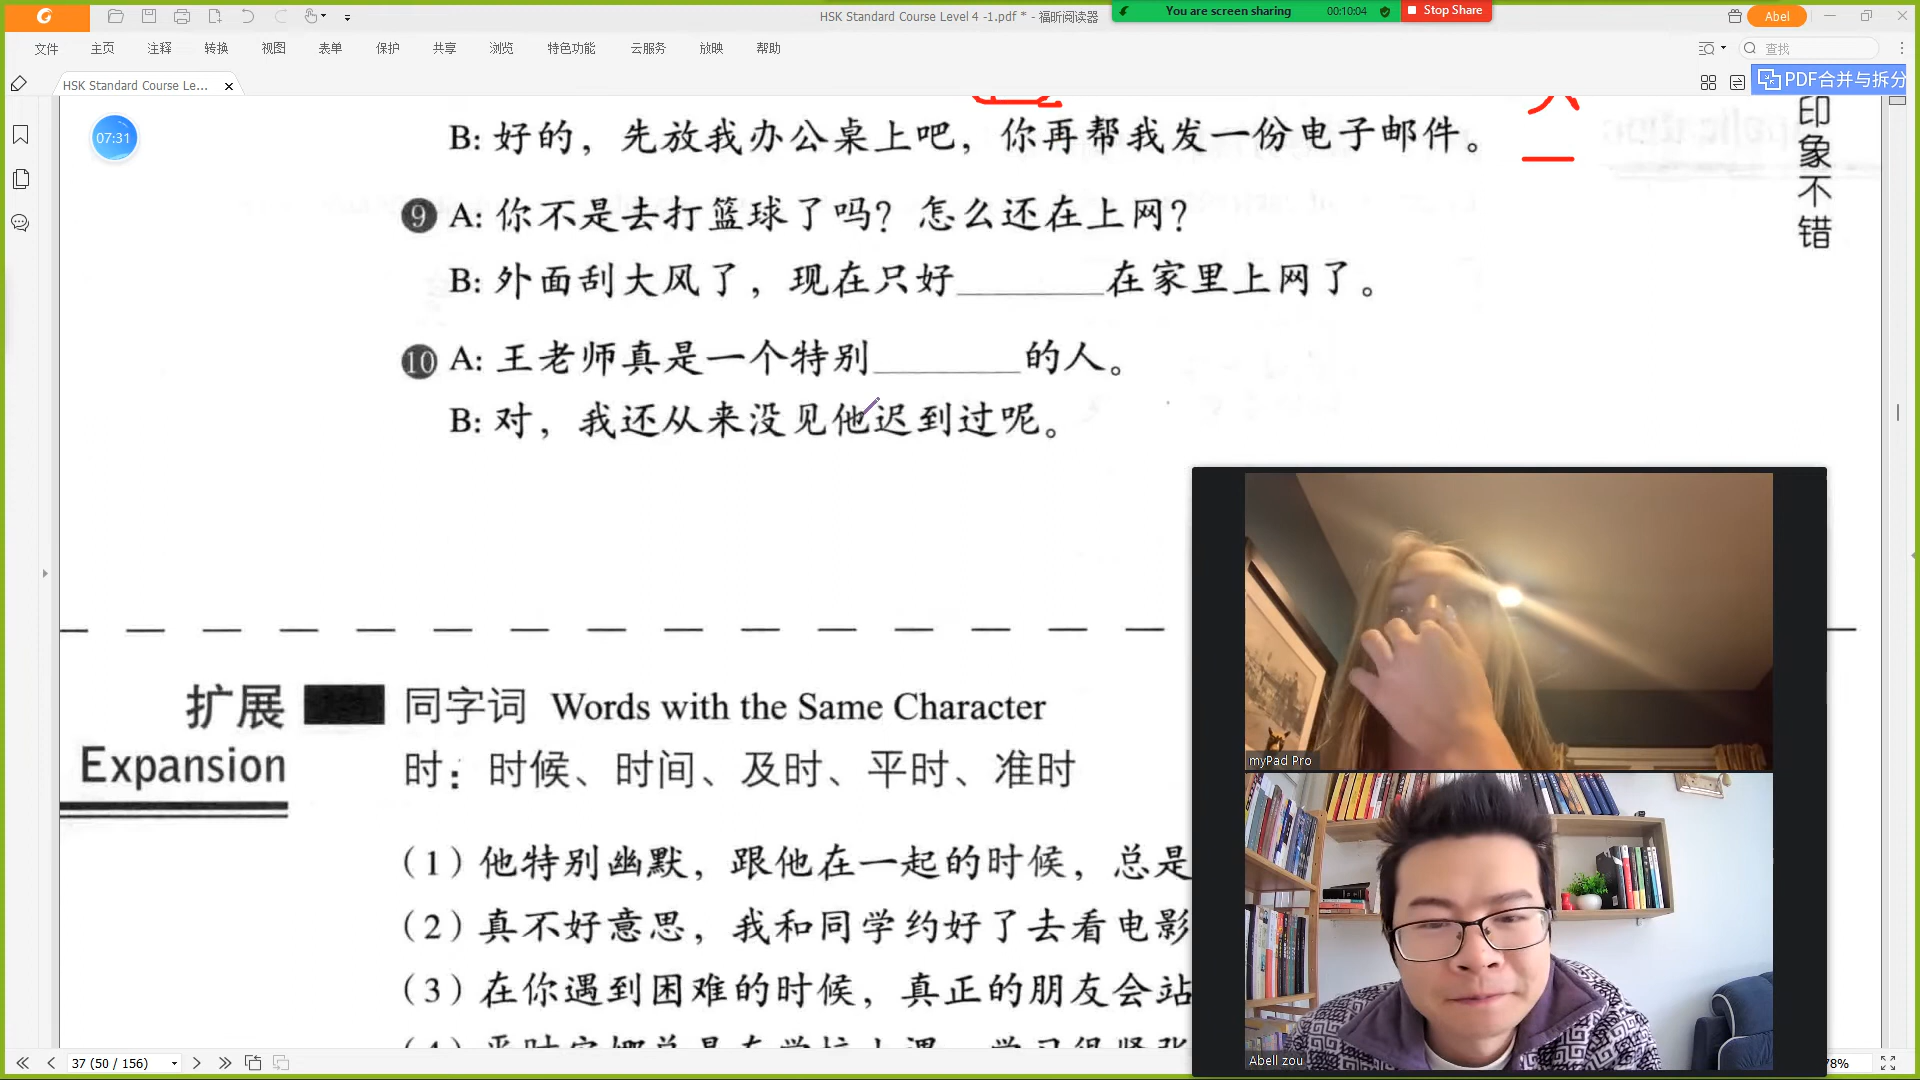 HSK Standard Course Level 4 -1.pdf * - 福昕阅读器
You are screen sharing
00:10:04
Stop Share
Abel
文件 主页 注释 转换 视图 表单 保护 共享 浏览 特色功能 云服务 放映 帮助
查找
HSK Standard Course Le...
PDF合并与拆分
07:31
印象不错
B: 好的，先放我办公桌上吧，你再帮我发一份电子邮件。
9 A: 你不是去打篮球了吗？怎么还在上网？
B: 外面刮大风了，现在只好________在家里上网了。
10 A: 王老师真是一个特别________的人。
B: 对，我还从来没见他迟到过呢。
扩展
Expansion
同字词 Words with the Same Character
时：时候、时间、及时、平时、准时
（1）他特别幽默，跟他在一起的时候，总是
（2）真不好意思，我和同学约好了去看电影
（3）在你遇到困难的时候，真正的朋友会站
myPad Pro
Abell zou
37 (50 / 156)
78%